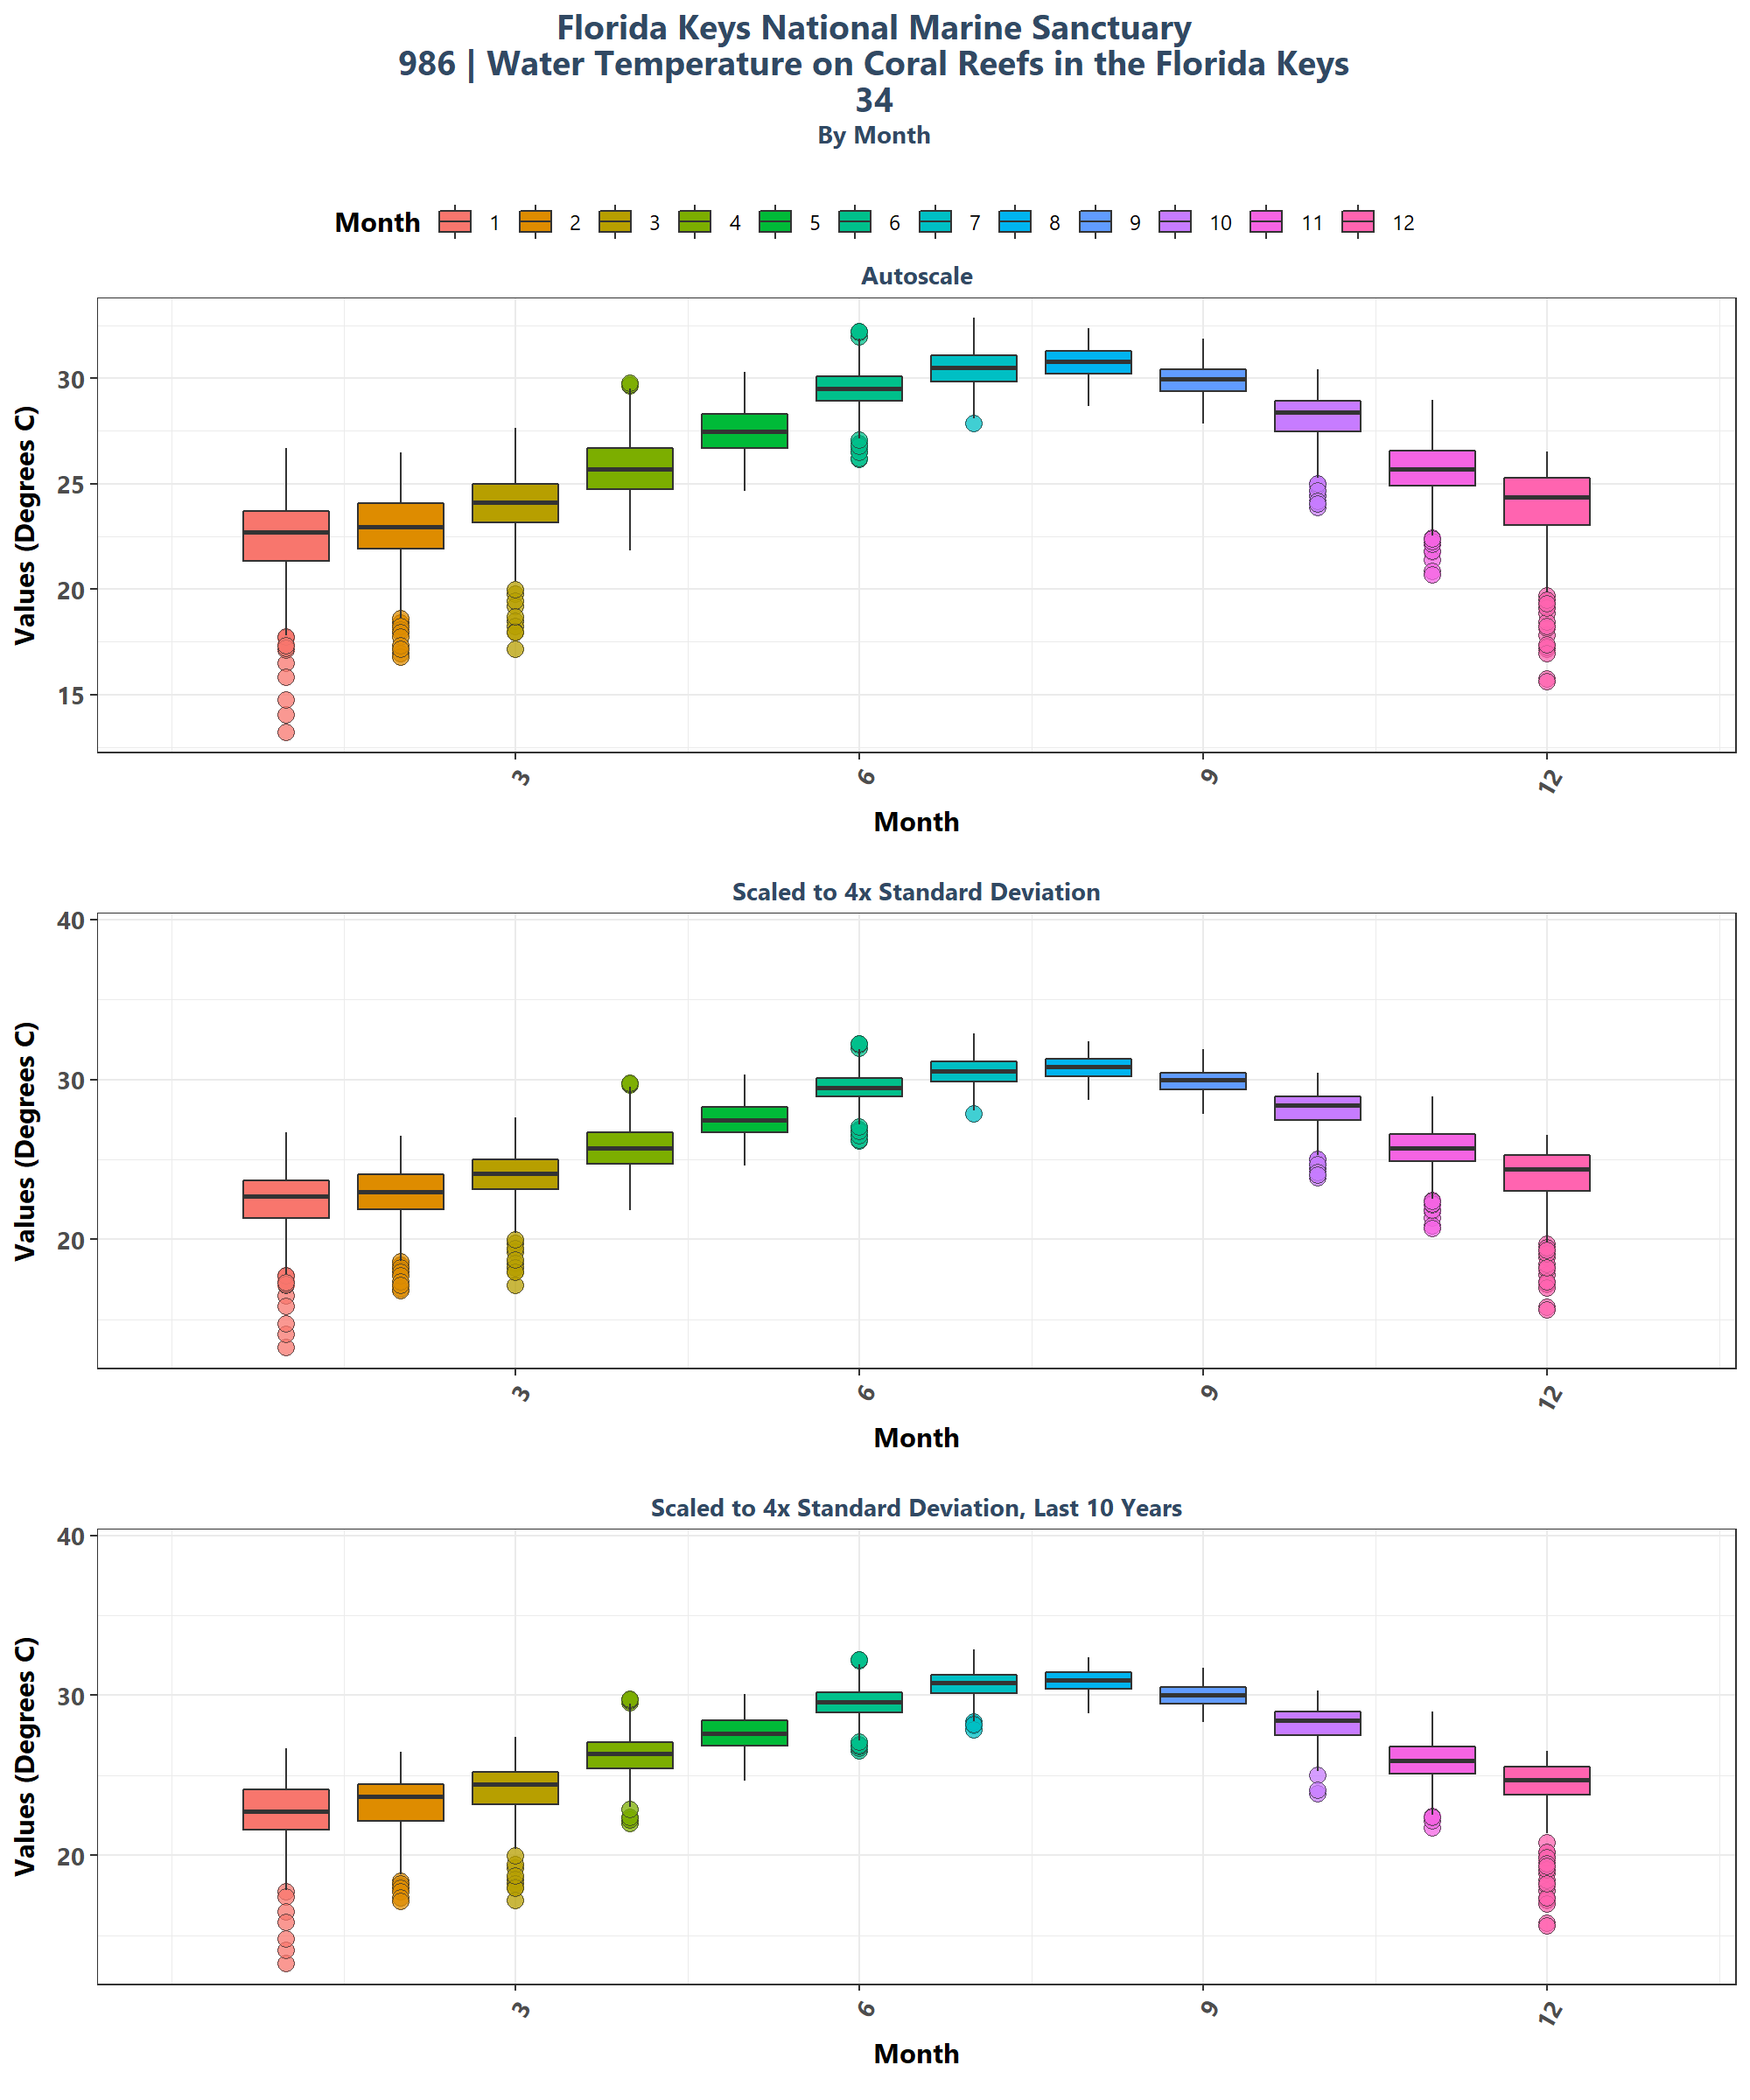 Florida Keys National Marine Sanctuary
986 | Water Temperature on Coral Reefs in the Florida Keys
34
By Month
Month 1 2 3 4 5 6 7 8 9 10 11 12
Autoscale
Values (Degrees C)
30
25
20
15
3 6 9 12
Month
Scaled to 4x Standard Deviation
Values (Degrees C)
40
30
20
3 6 9 12
Month
Scaled to 4x Standard Deviation, Last 10 Years
Values (Degrees C)
40
30
20
3 6 9 12
Month